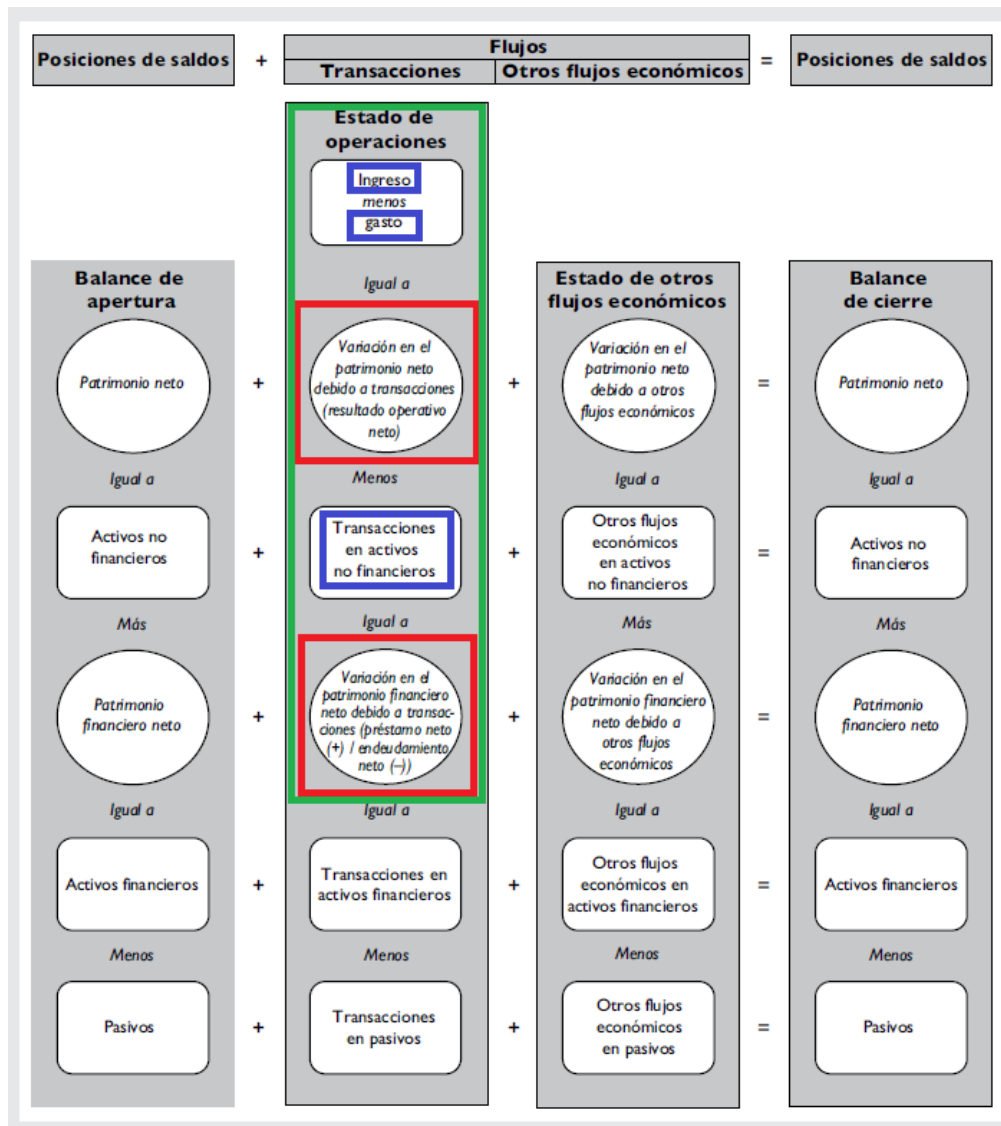 Posiciones de saldos
+
Flujos
Transacciones
Otros flujos económicos
=
Posiciones de saldos
Estado de
operaciones
Ingreso
menos
gasto
Igual a
Balance de
apertura
Estado de otros
flujos económicos
Balance
de cierre
Patrimonio neto
+
Variación en el
patrimonio neto
debido a transacciones
(resultado operativo
neto)
+
Variación en el
patrimonio neto
debido a otros
flujos económicos
=
Patrimonio neto
Igual a
Menos
Igual a
Igual a
Activos no
financieros
+
Transacciones
en activos
no financieros
+
Otros flujos
económicos
en activos
no financieros
=
Activos no
financieros
Más
Igual a
Más
Más
Patrimonio
financiero neto
+
Variación en el
patrimonio financiero
neto debido a transac-
ciones (préstamo neto
(+) / endeudamiento
neto (–))
+
Variación en el
patrimonio financiero
neto debido a
otros flujos
económicos
=
Patrimonio
financiero neto
Igual a
Igual a
Igual a
Igual a
Activos financieros
+
Transacciones en
activos financieros
+
Otros flujos
económicos en
activos financieros
=
Activos financieros
Menos
Menos
Menos
Menos
Pasivos
+
Transacciones
en pasivos
+
Otros flujos
económicos
en pasivos
=
Pasivos